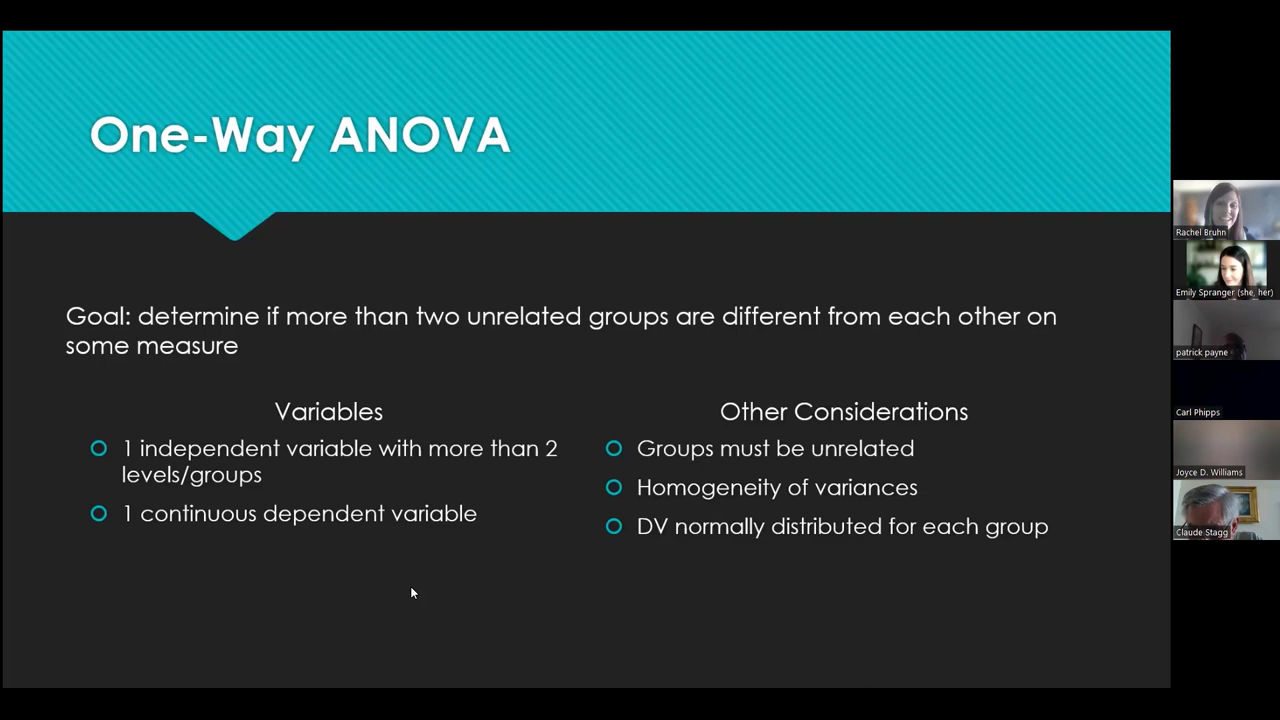 One-Way ANOVA
Goal: determine if more than two unrelated groups are different from each other on
some measure
Variables
1 independent variable with more than 2
levels/groups
1 continuous dependent variable
Other Considerations
Groups must be unrelated
Homogeneity of variances
DV normally distributed for each group
Rachel Bruhn
Emily Spranger (she, her)
patrick payne
Carl Phipps
Joyce D. Williams
Claude Stagg